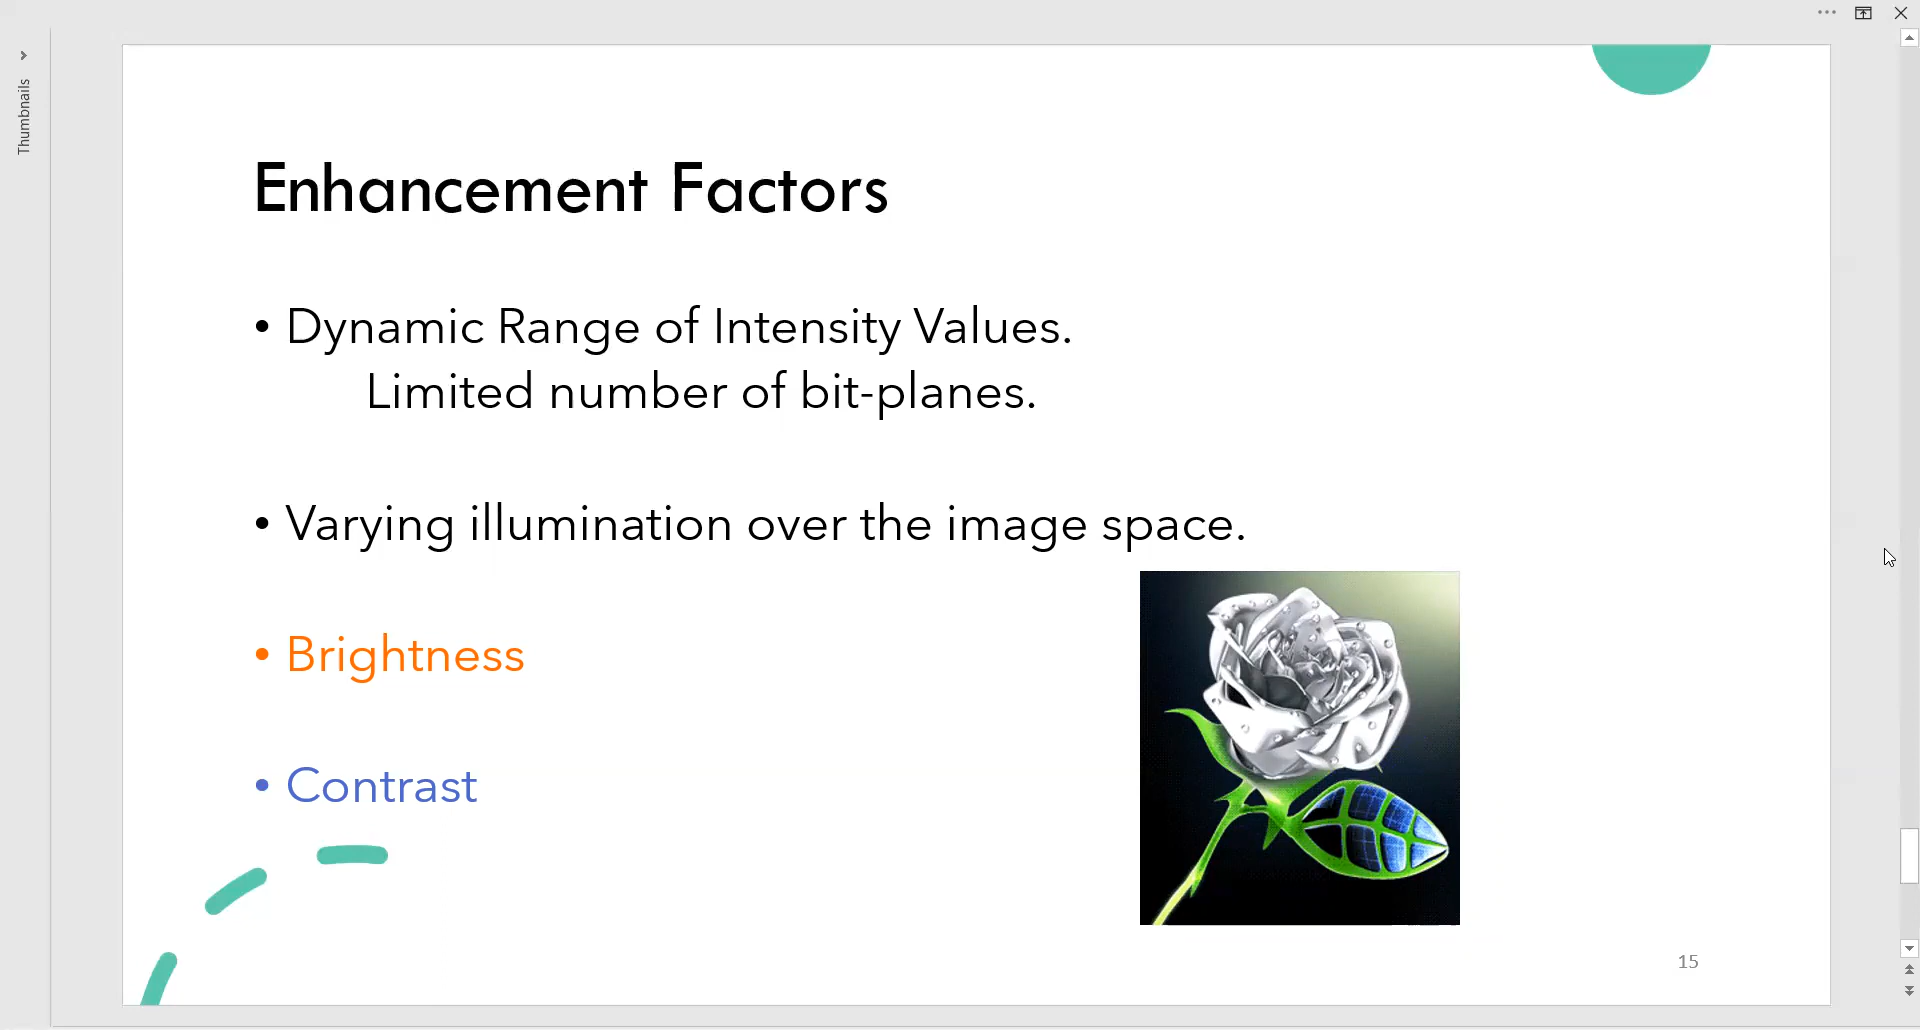 Thumbnails
Enhancement Factors
• Dynamic Range of Intensity Values.
Limited number of bit-planes.
• Varying illumination over the image space.
• Brightness
• Contrast
15